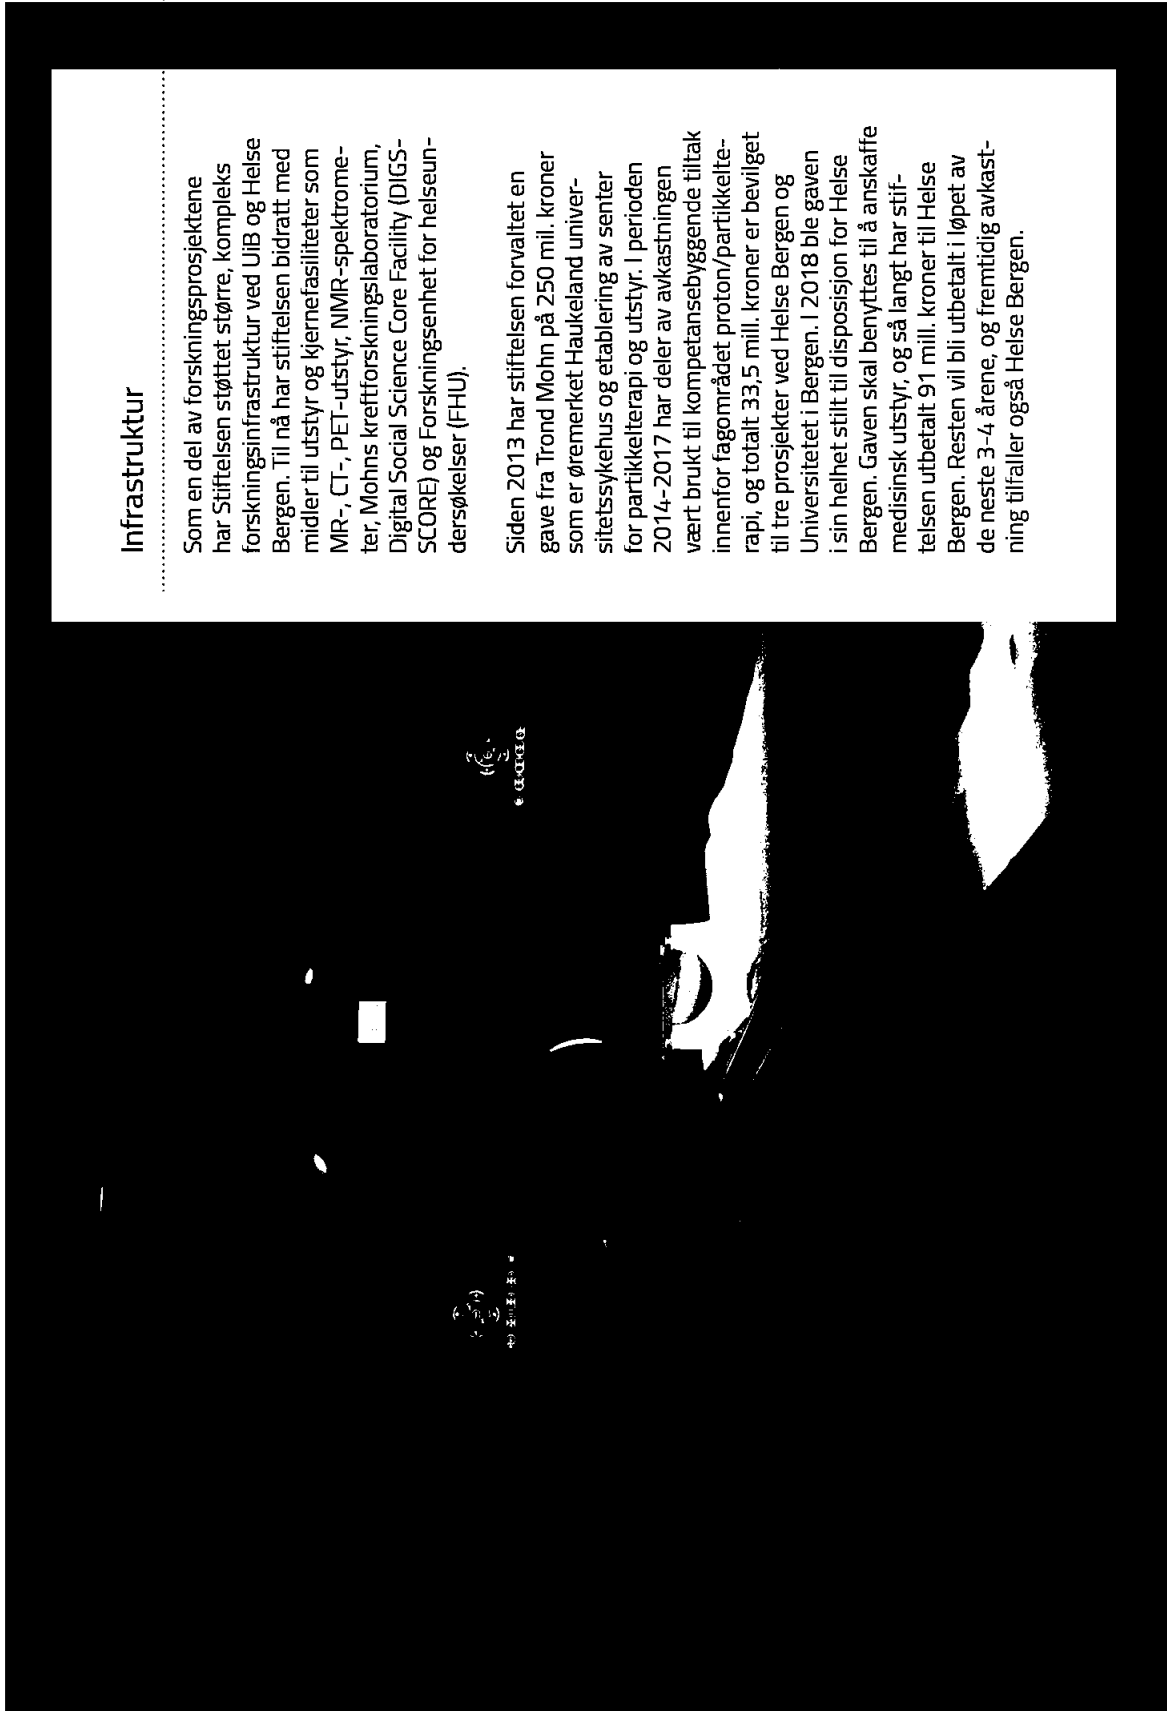 Infrastruktur
Som en del av forskningsprosjektene
har Stiftelsen støttet større, kompleks
forskningsinfrastruktur ved UiB og Helse
Bergen. Til nå har stiftelsen bidratt med
midler til utstyr og kjernefasiliteter som
MR-, CT-, PET-utstyr, NMR-spektrome-
ter, Mohns kreftforskningslaboratorium,
Digital Social Science Core Facility (DIGS-
SCORE) og Forskningsenhet for helseun-
dersøkelser (FHU).
Siden 2013 har stiftelsen forvaltet en
gave fra Trond Mohn på 250 mil. kroner
som er øremerket Haukeland univer-
sitetssykehus og etablering av senter
for partikkelterapi og utstyr. I perioden
2014-2017 har deler av avkastningen
vært brukt til kompetansebyggende tiltak
innenfor fagområdet proton/partikkelte-
rapi, og totalt 33,5 mill. kroner er bevilget
til tre prosjekter ved Helse Bergen og
Universitetet i Bergen. I 2018 ble gaven
i sin helhet stilt til disposisjon for Helse
Bergen. Gaven skal benyttes til å anskaffe
medisinsk utstyr, og så langt har stif-
telsen utbetalt 91 mill. kroner til Helse
Bergen. Resten vil bli utbetalt i løpet av
de neste 3-4 årene, og fremtidig avkast-
ning tilfaller også Helse Bergen.